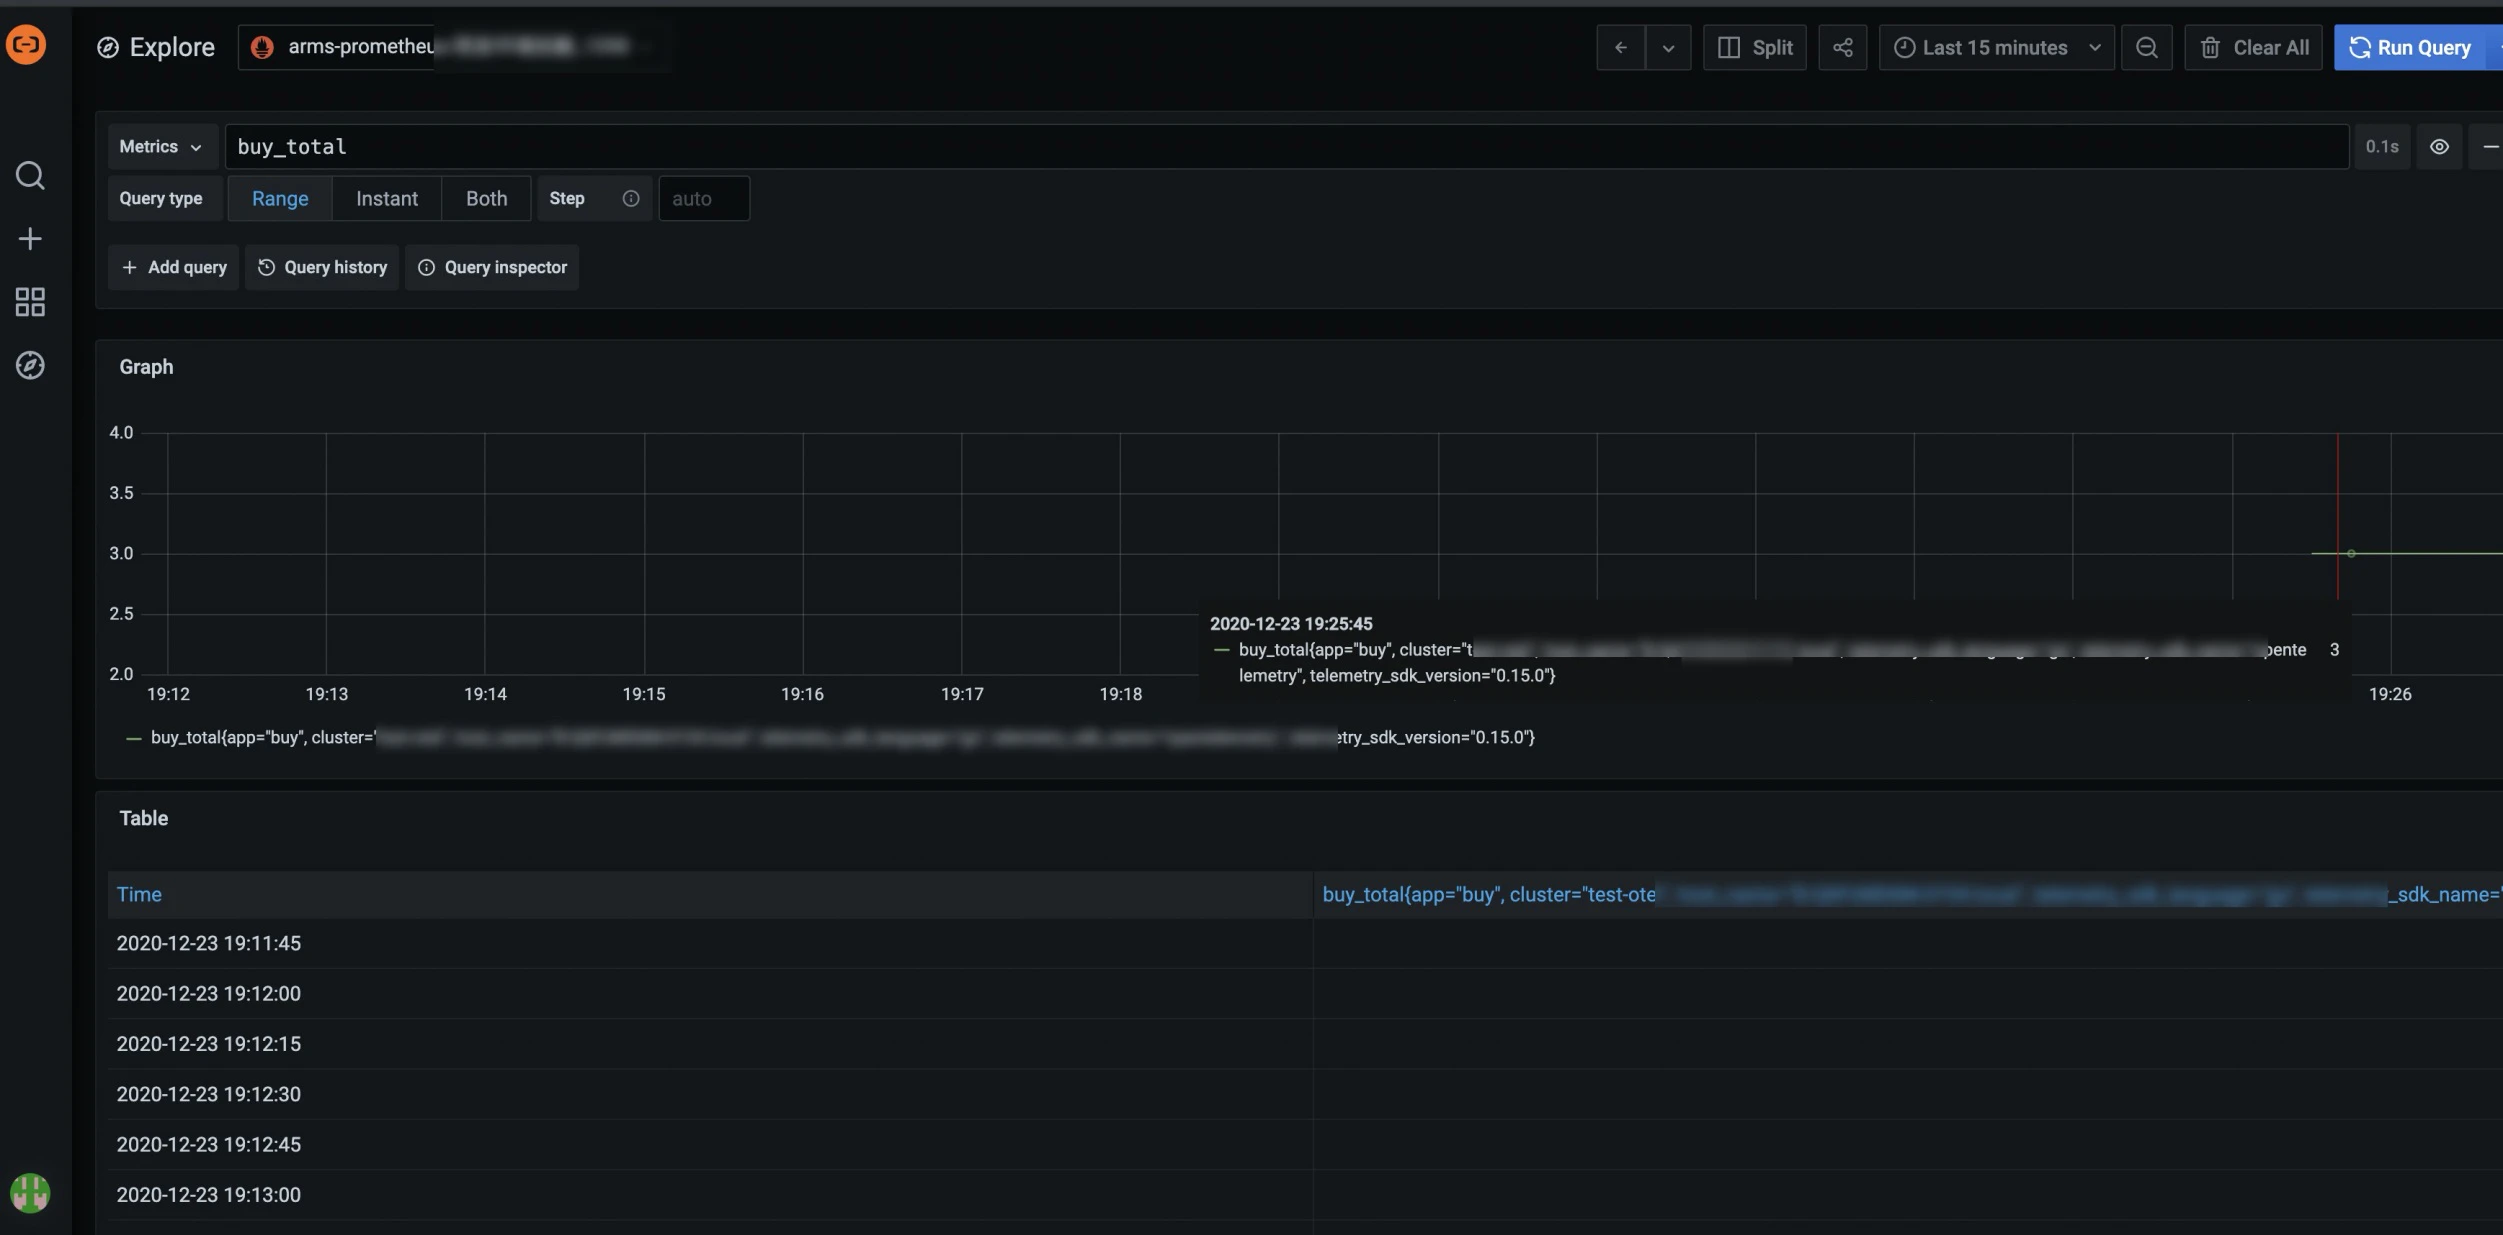 Explore
arms-prometheu
Split
Last 15 minutes
Clear All
Run Query
Metrics
buy_total
0.1s
Query type
Range
Instant
Both
Step
auto
Add query
Query history
Query inspector
Graph
4.0
3.5
3.0
2.5
2.0
19:12
19:13
19:14
19:15
19:16
19:17
19:18
19:26
2020-12-23 19:25:45
buy_total{app="buy", cluster="t pente 3
lemetry", telemetry_sdk_version="0.15.0"}
buy_total{app="buy", cluster=" etry_sdk_version="0.15.0"}
Table
Time
buy_total{app="buy", cluster="test-ote _sdk_name="
2020-12-23 19:11:45
2020-12-23 19:12:00
2020-12-23 19:12:15
2020-12-23 19:12:30
2020-12-23 19:12:45
2020-12-23 19:13:00